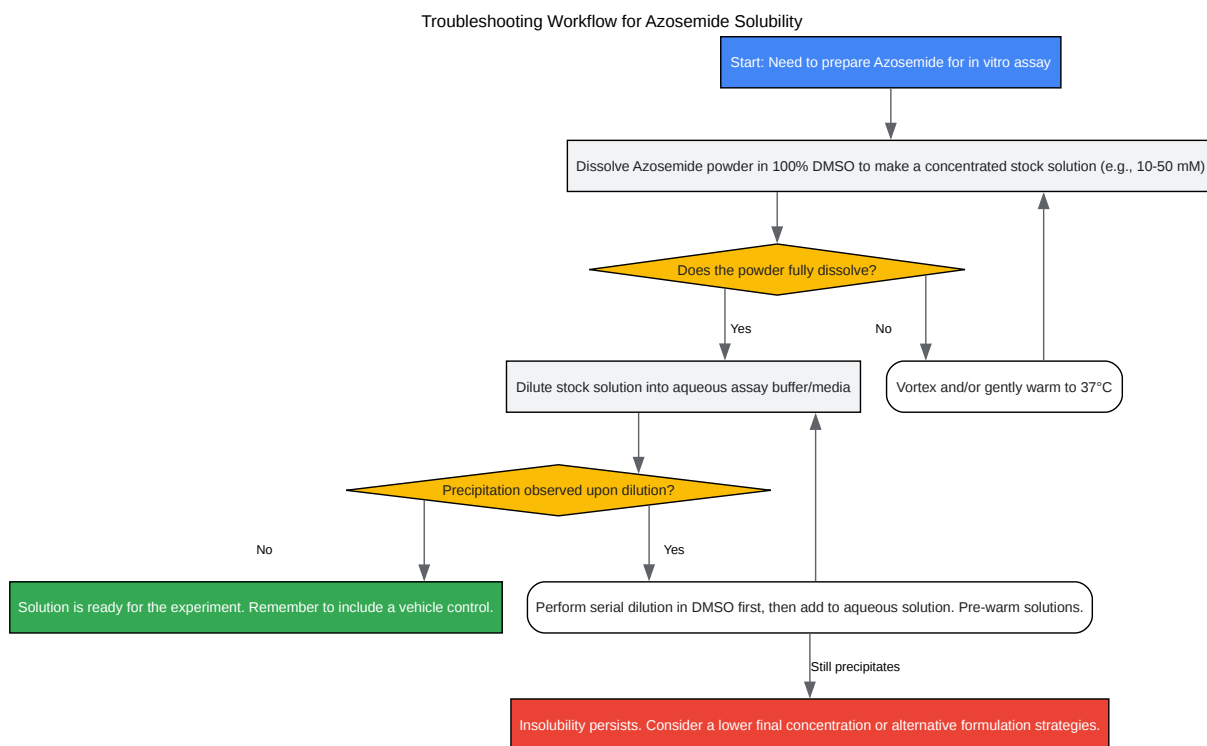 Troubleshooting Workflow for Azosemide Solubility
Start: Need to prepare Azosemide for in vitro assay
Dissolve Azosemide powder in 100% DMSO to make a concentrated stock solution (e.g., 10-50 mM)
Does the powder fully dissolve?
Yes
No
Dilute stock solution into aqueous assay buffer/media
Vortex and/or gently warm to 37°C
Precipitation observed upon dilution?
No
Yes
Solution is ready for the experiment. Remember to include a vehicle control.
Perform serial dilution in DMSO first, then add to aqueous solution. Pre-warm solutions.
Still precipitates
Insolubility persists. Consider a lower final concentration or alternative formulation strategies.